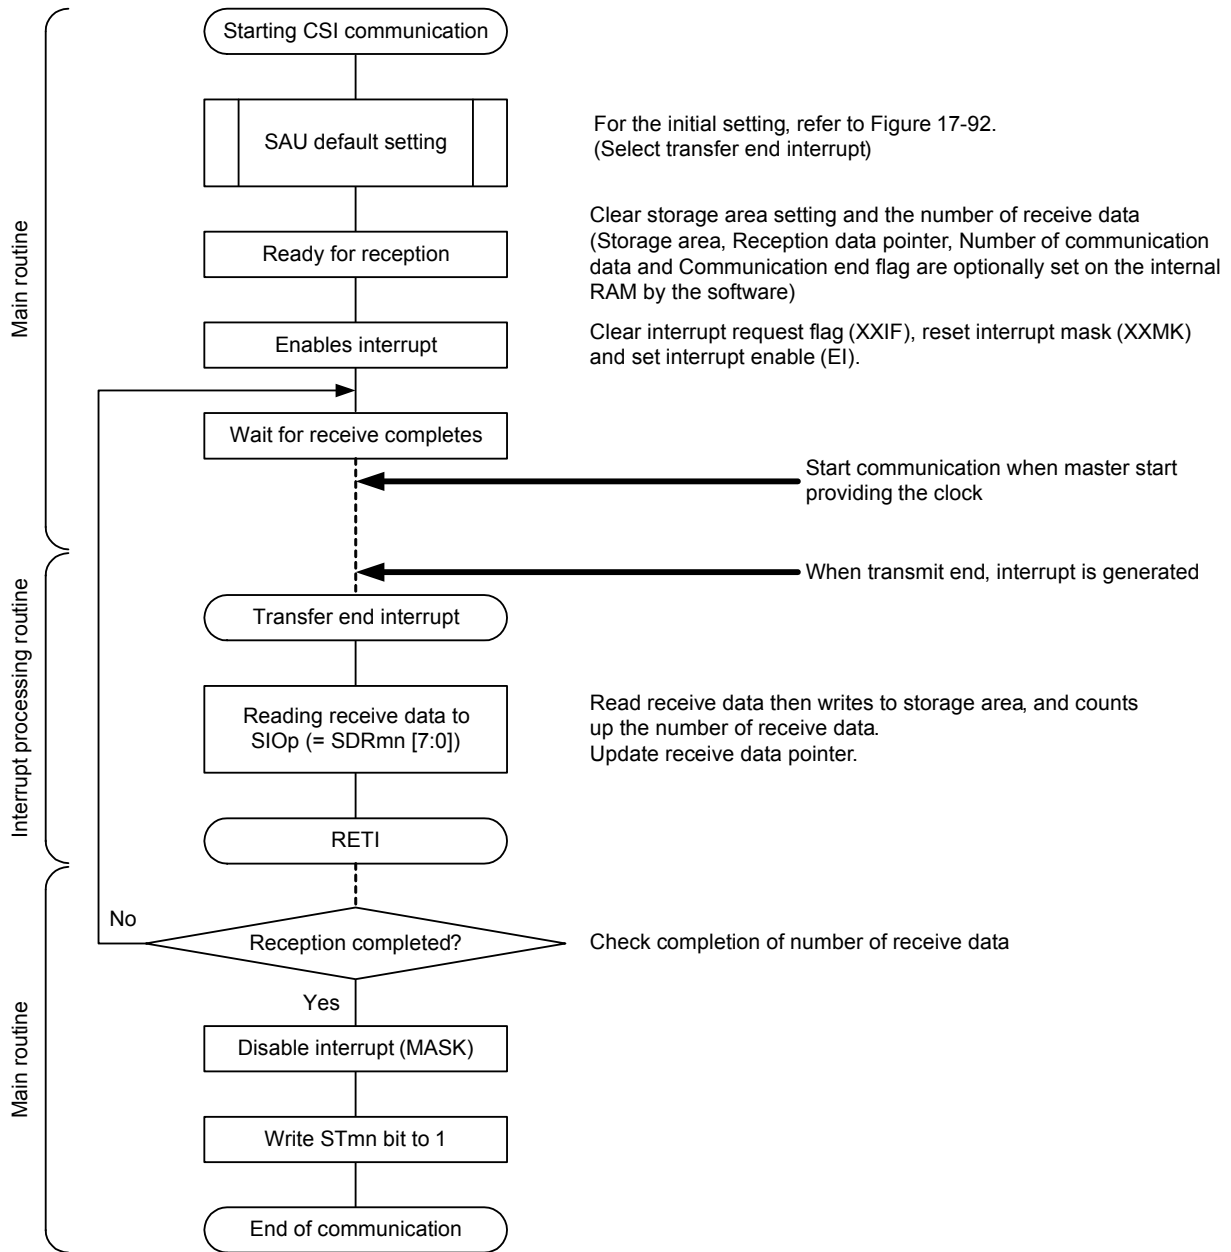 Starting CSI communication
SAU default setting
For the initial setting, refer to Figure 17-92.
(Select transfer end interrupt)
Main routine
Ready for reception
Clear storage area setting and the number of receive data
(Storage area, Reception data pointer, Number of communication
data and Communication end flag are optionally set on the internal
RAM by the software)
Enables interrupt
Clear interrupt request flag (XXIF), reset interrupt mask (XXMK)
and set interrupt enable (EI).
Wait for receive completes
Start communication when master start
providing the clock
When transmit end, interrupt is generated
Interrupt processing routine
Transfer end interrupt
Reading receive data to
SIOp (= SDRmn [7:0])
Read receive data then writes to storage area, and counts
up the number of receive data.
Update receive data pointer.
RETI
No
Reception completed?
Check completion of number of receive data
Yes
Main routine
Disable interrupt (MASK)
Write STmn bit to 1
End of communication